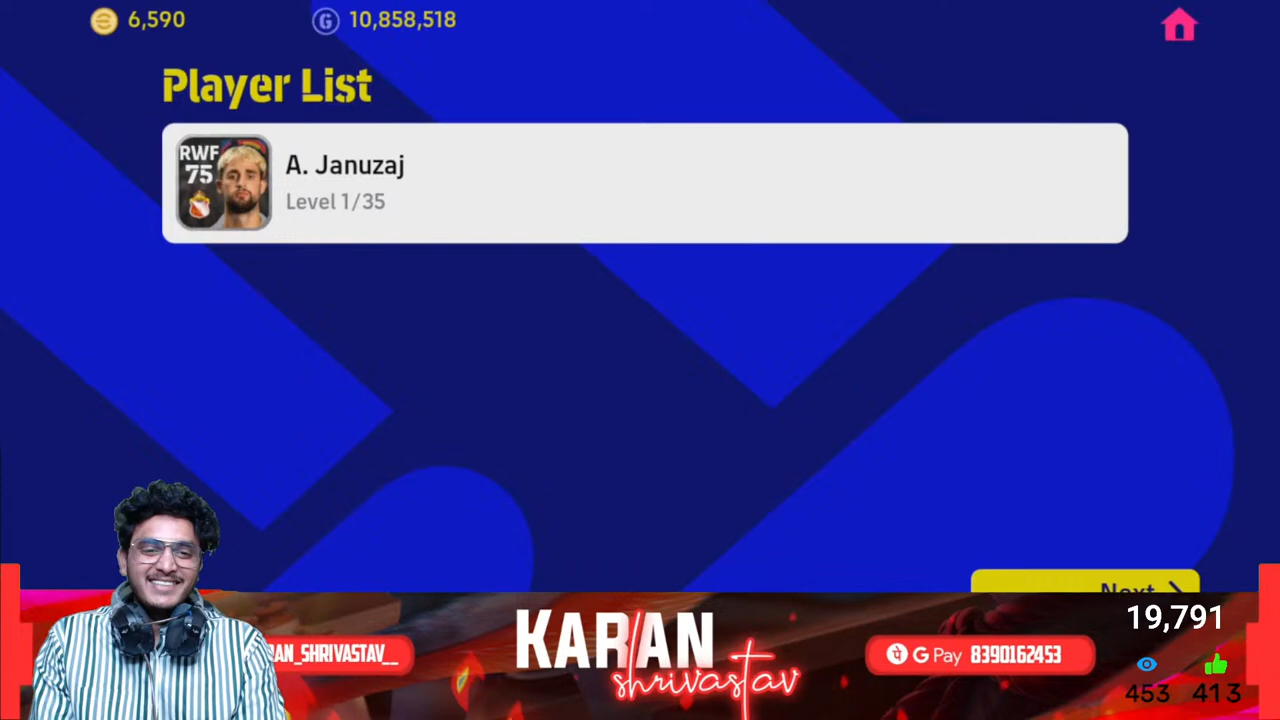 6,590
10,858,518
Player List
RWF
75
A. Januzaj
Level 1/35
Next
19,791
KARAN
shrivastav
AN_SHRIVASTAV__
G Pay 8390162453
453
413